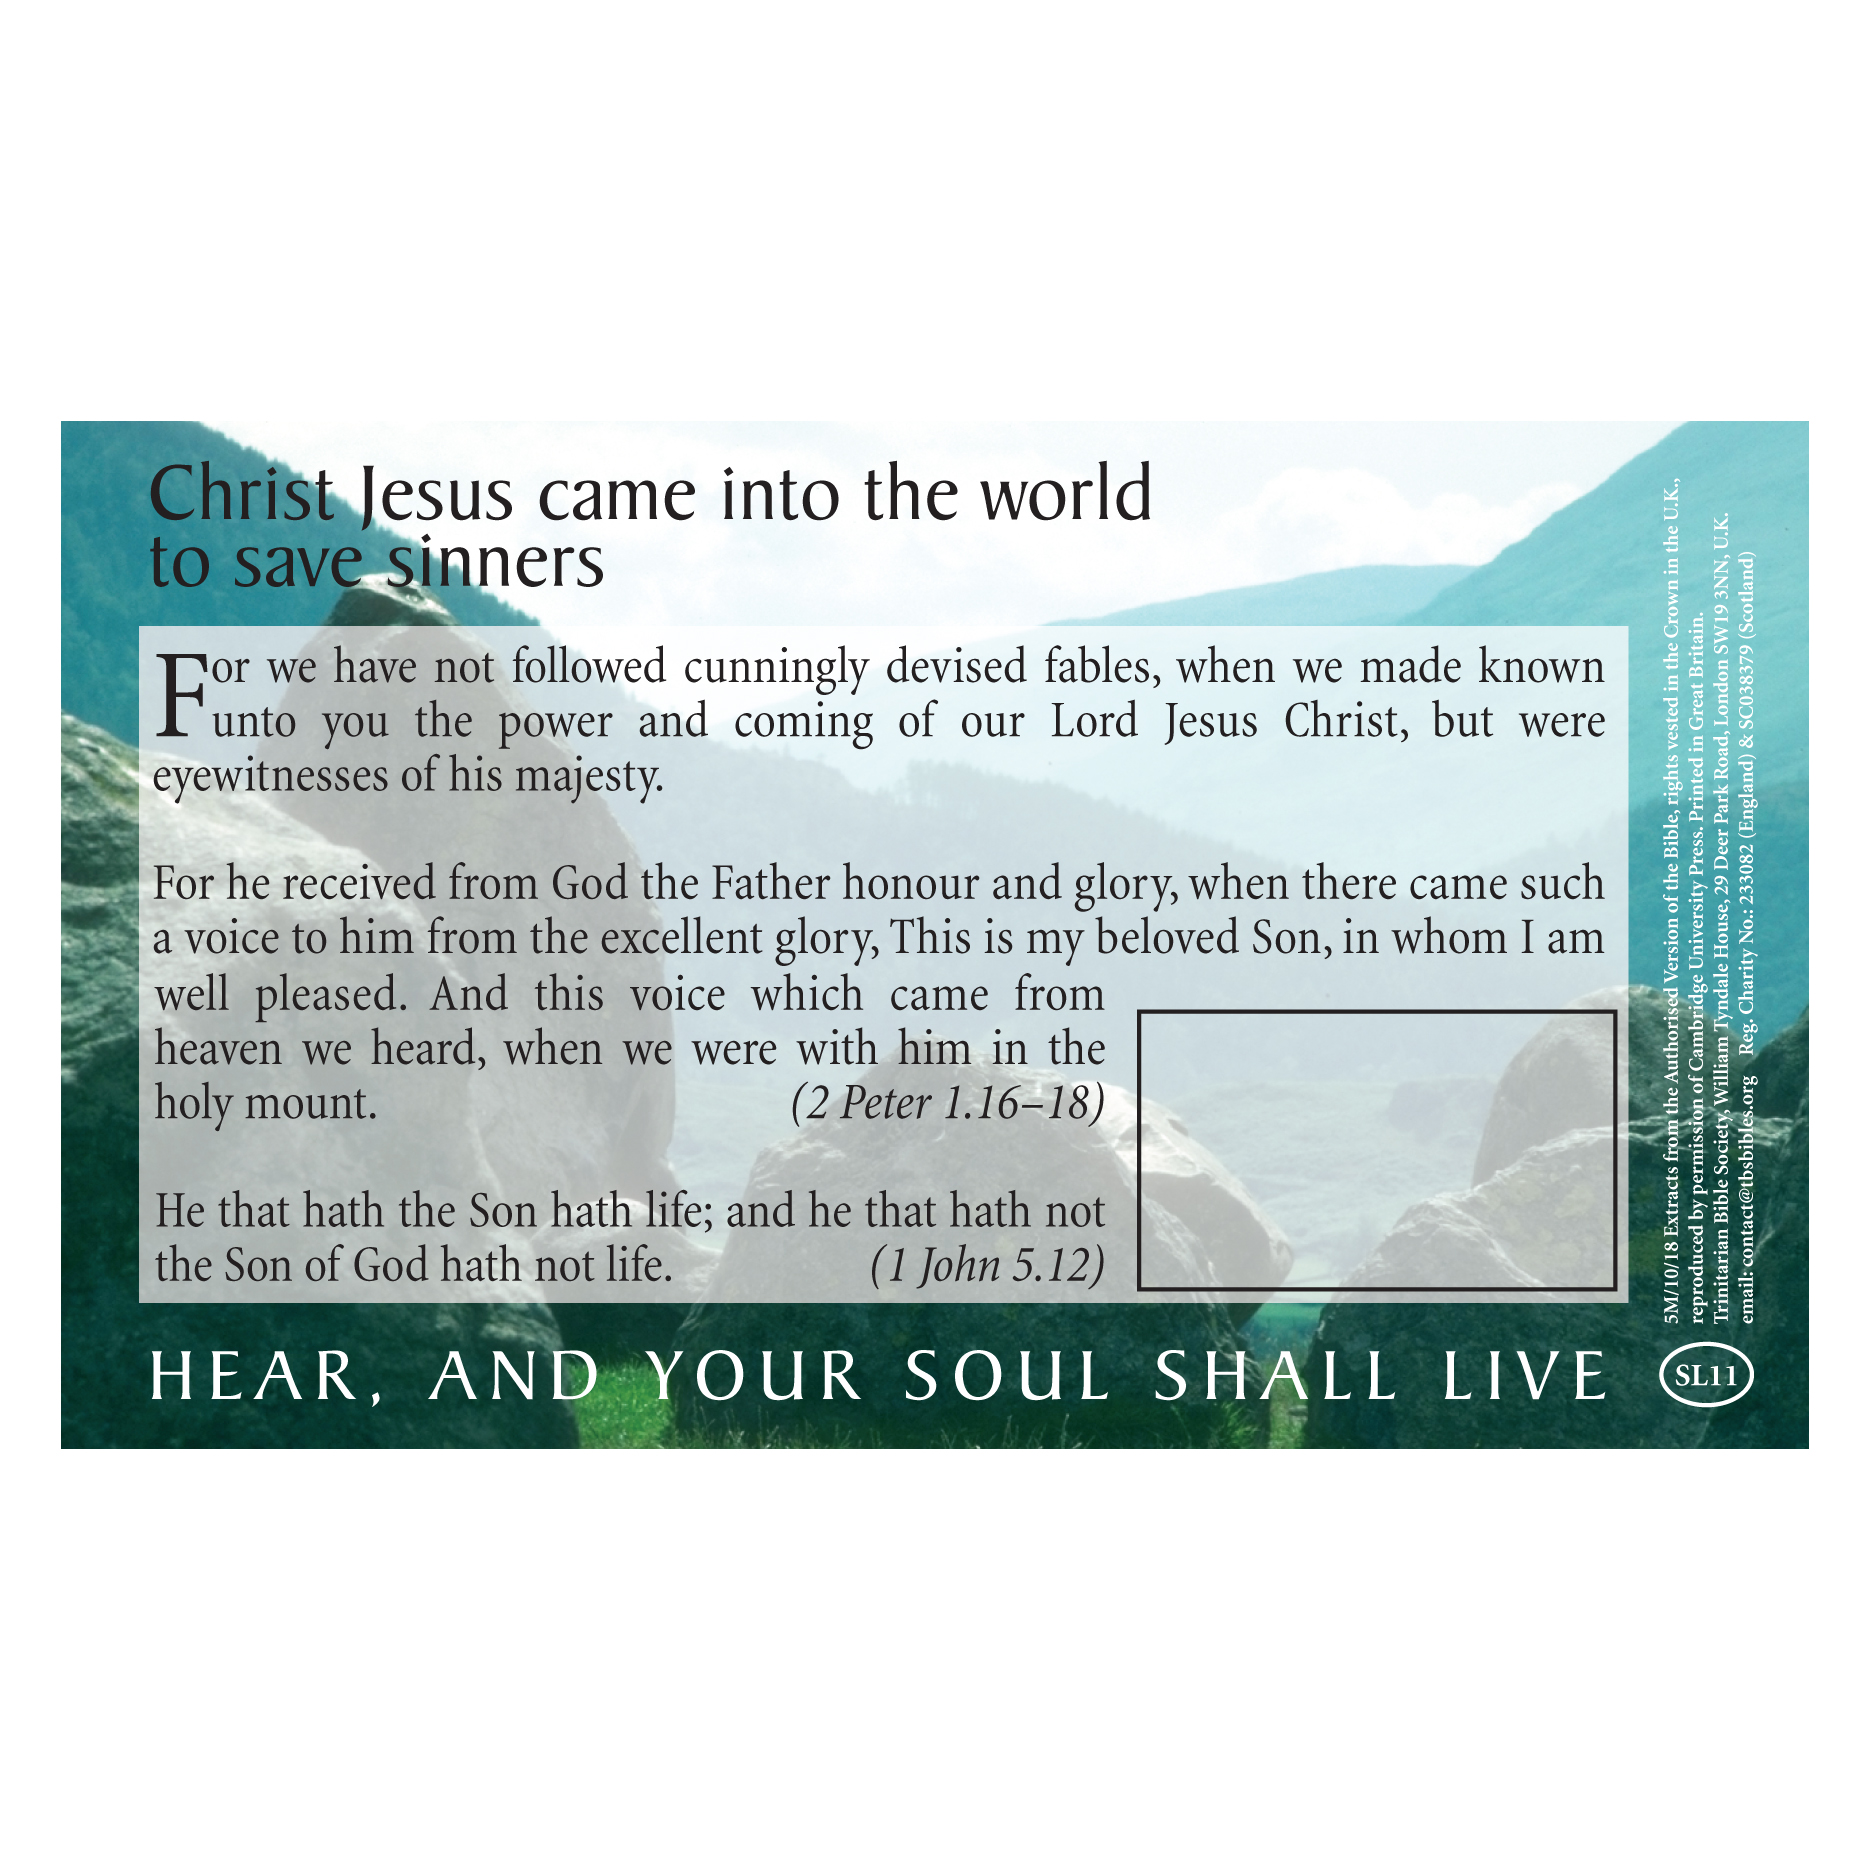 Christ Jesus came into the world
to save sinners
For we have not followed cunningly devised fables, when we made known
unto you the power and coming of our Lord Jesus Christ, but were
eyewitnesses of his majesty.
For he received from God the Father honour and glory, when there came such
a voice to him from the excellent glory, This is my beloved Son, in whom I am
well pleased. And this voice which came from
heaven we heard, when we were with him in the
holy mount. (2 Peter 1.16–18)
He that hath the Son hath life; and he that hath not
the Son of God hath not life. (1 John 5.12)
HEAR, AND YOUR SOUL SHALL LIVE
5M/10/18 Extracts from the Authorised Version of the Bible, rights vested in the Crown in the U.K.,
reproduced by permission of Cambridge University Press. Printed in Great Britain.
Trinitarian Bible Society, William Tyndale House, 29 Deer Park Road, London SW19 3NN, U.K.
email: contact@tbsbibles.org Reg. Charity No.: 233082 (England) & SC038379 (Scotland)
SL11